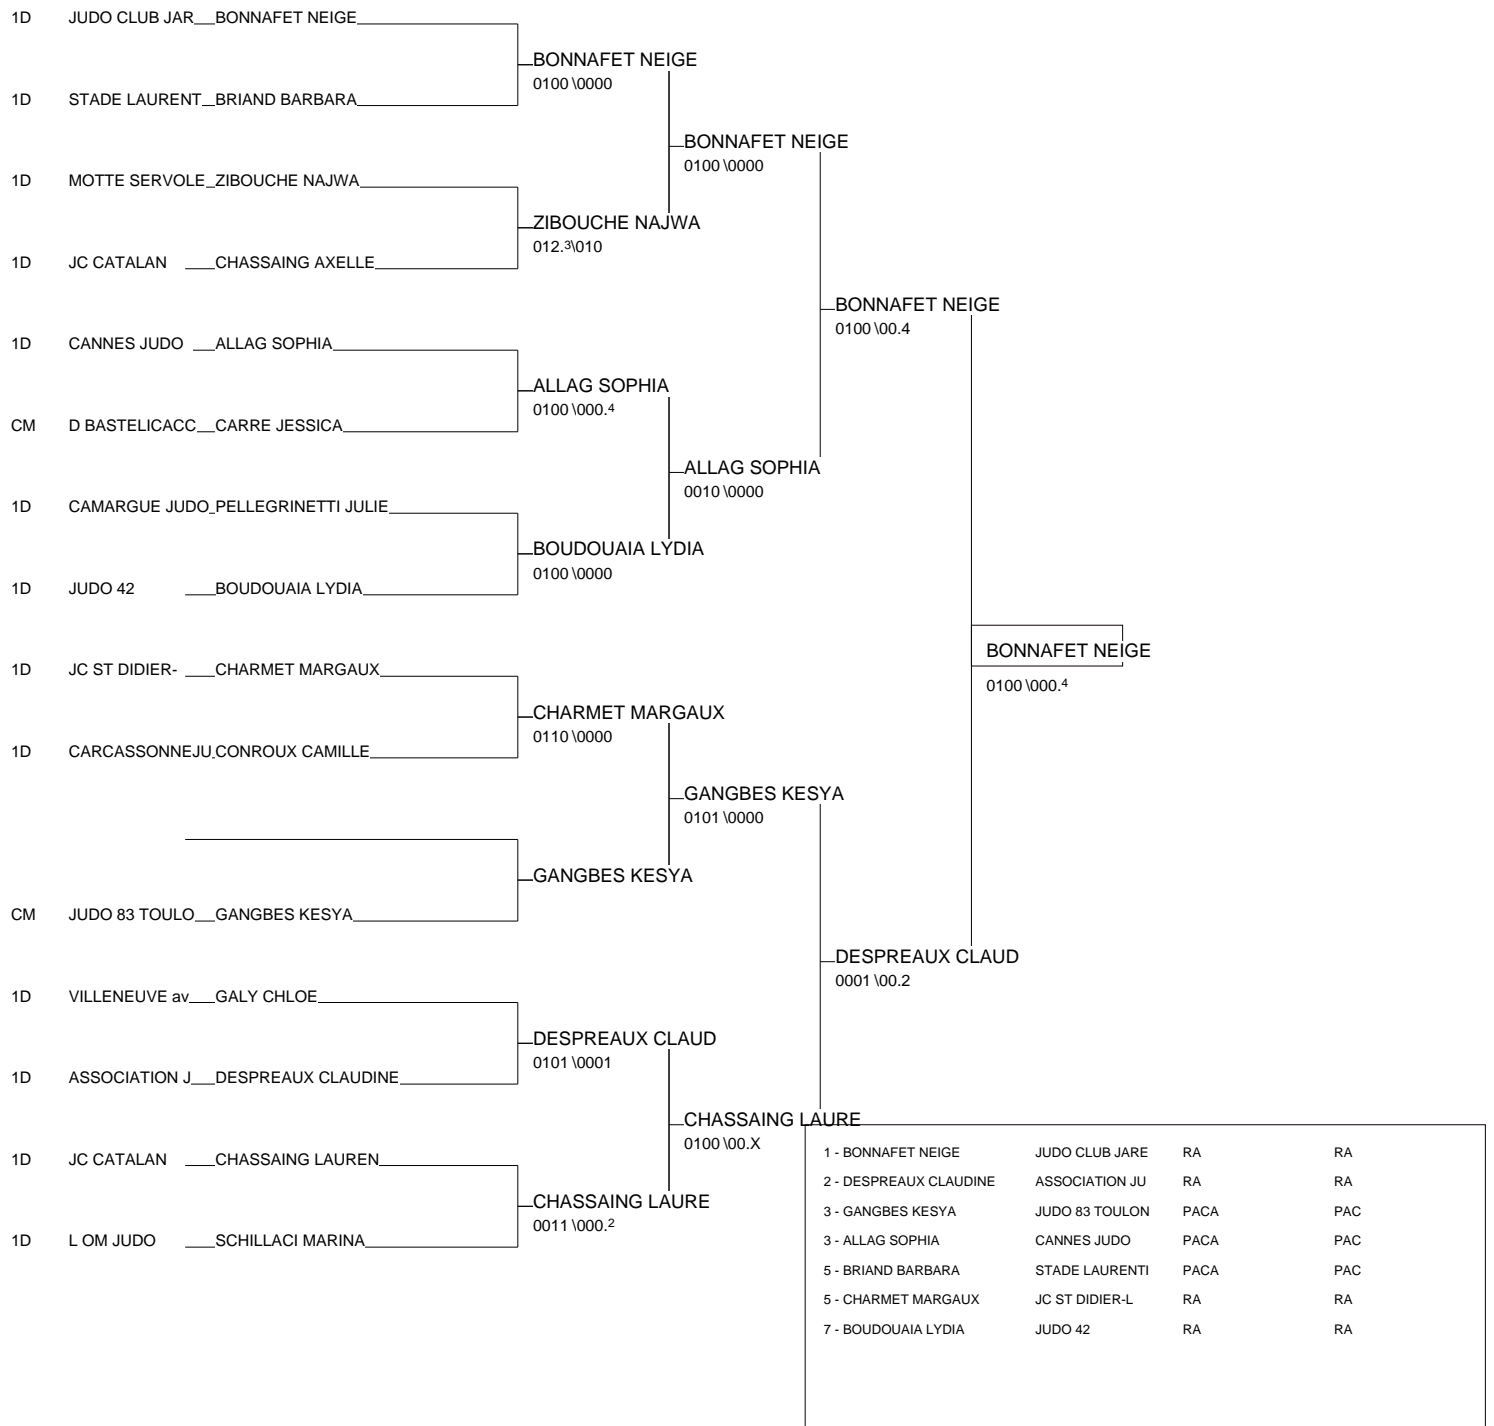 1D JUDO CLUB JAR BONNAFET NEIGE
BONNAFET NEIGE
0100 \0000
1D STADE LAURENT BRIAND BARBARA
BONNAFET NEIGE
0100 \0000
1D MOTTE SERVOLE ZIBOUCHE NAJWA
ZIBOUCHE NAJWA
012.3\010
1D JC CATALAN CHASSAING AXELLE
BONNAFET NEIGE
0100 \00.4
1D CANNES JUDO ALLAG SOPHIA
ALLAG SOPHIA
0100 \000.4
CM D BASTELICACC CARRE JESSICA
ALLAG SOPHIA
0010 \0000
1D CAMARGUE JUDO PELLEGRINETTI JULIE
BOUDOUAIA LYDIA
0100 \0000
1D JUDO 42 BOUDOUAIA LYDIA
BONNAFET NEIGE
0100 \000.4
1D JC ST DIDIER- CHARMET MARGAUX
CHARMET MARGAUX
0110 \0000
1D CARCASSONNEJU CONROUX CAMILLE
GANGBES KESYA
0101 \0000
GANGBES KESYA
CM JUDO 83 TOULO GANGBES KESYA
DESPREAUX CLAUD
0001 \00.2
1D VILLENEUVE av GALY CHLOE
DESPREAUX CLAUD
0101 \0001
1D ASSOCIATION J DESPREAUX CLAUDINE
CHASSAING LAURE
0100 \00.X
1D JC CATALAN CHASSAING LAUREN
CHASSAING LAURE
0011 \000.2
1D L OM JUDO SCHILLACI MARINA
1 - BONNAFET NEIGE JUDO CLUB JARE RA RA
2 - DESPREAUX CLAUDINE ASSOCIATION JU RA RA
3 - GANGBES KESYA JUDO 83 TOULON PACA PAC
3 - ALLAG SOPHIA CANNES JUDO PACA PAC
5 - BRIAND BARBARA STADE LAURENTI PACA PAC
5 - CHARMET MARGAUX JC ST DIDIER-L RA RA
7 - BOUDOUAIA LYDIA JUDO 42 RA RA